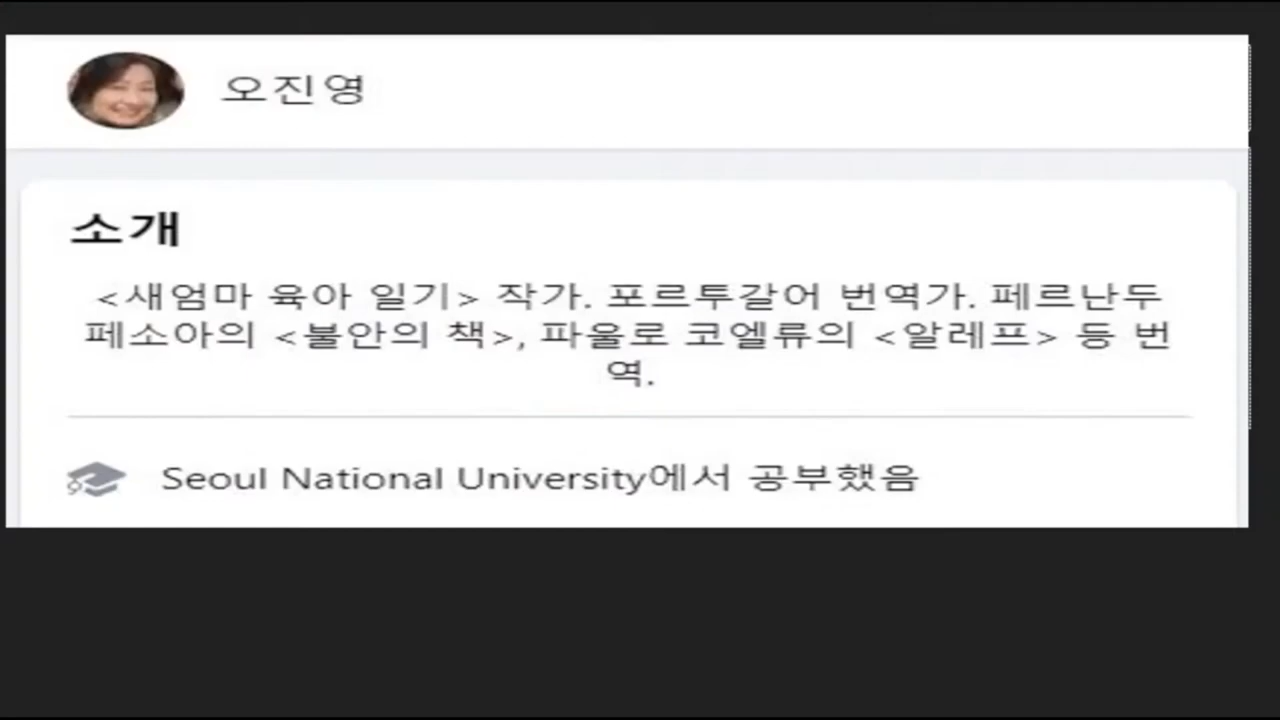 오진영
소개
<새엄마 육아 일기> 작가. 포르투갈어 번역가. 페르난두
페소아의 <불안의 책>, 파울로 코엘류의 <알레프> 등 번
역.
Seoul National University에서 공부했음